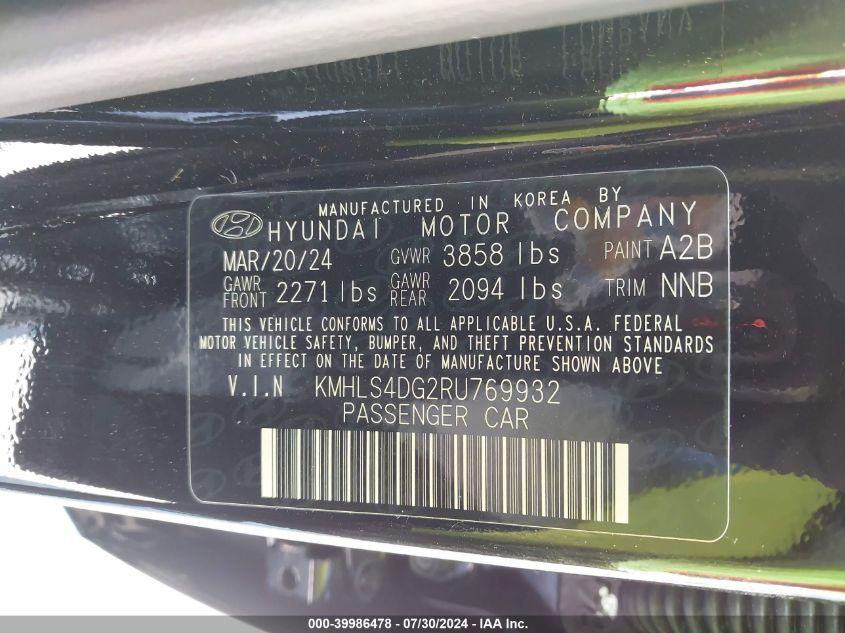 MANUFACTURED IN KOREA BY
HYUNDAI MOTOR COMPANY
MAR/20/24 GVWR 3858 lbs PAINT A2B
GAWR FRONT 2271 lbs GAWR REAR 2094 lbs TRIM NNB
THIS VEHICLE CONFORMS TO ALL APPLICABLE U.S.A. FEDERAL
MOTOR VEHICLE SAFETY, BUMPER, AND THEFT PREVENTION STANDARDS
IN EFFECT ON THE DATE OF MANUFACTURE SHOWN ABOVE
V.I.N KMHLS4DG2RU769932
PASSENGER CAR
000-39986478 - 07/30/2024 - IAA Inc.